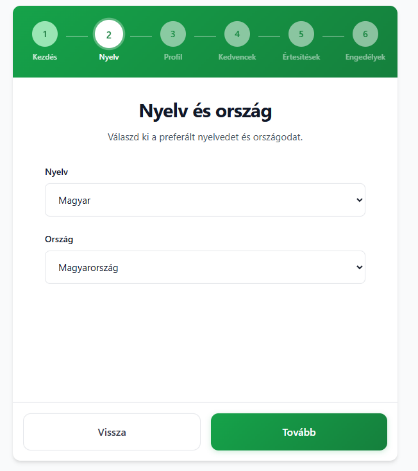 1 2 3 4 5 6
Kezdés Nyelv Profil Kedvencek Értesítések Engedélyek
Nyelv és ország
Válaszd ki a preferált nyelvedet és országodat.
Nyelv
Magyar
Ország
Magyarország
Vissza Tovább